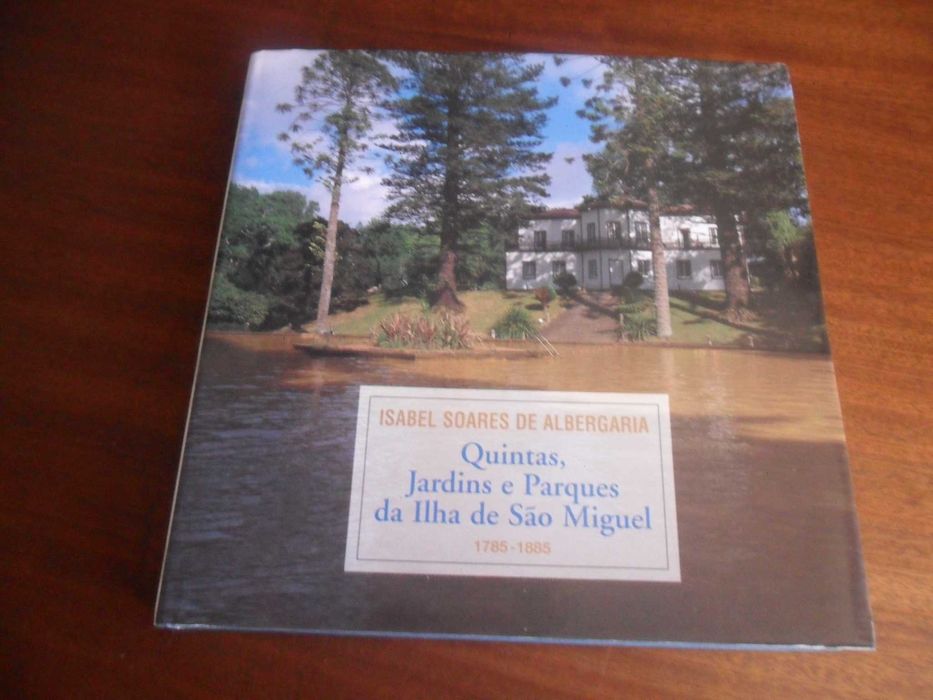 ISABEL SOARES DE ALBERGARIA
Quintas,
Jardins e Parques
da Ilha de São Miguel
1785-1885